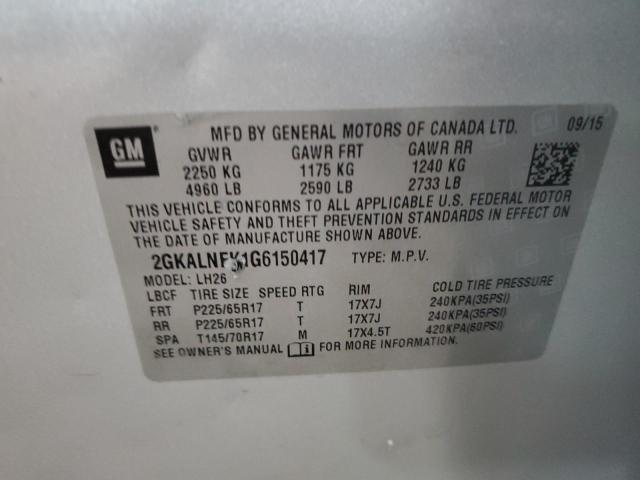 GM
MFD BY GENERAL MOTORS OF CANADA LTD. 09/15
GVWR GAWR FRT GAWR RR
2250 KG 1175 KG 1240 KG
4960 LB 2590 LB 2733 LB
THIS VEHICLE CONFORMS TO ALL APPLICABLE U.S. FEDERAL MOTOR
VEHICLE SAFETY AND THEFT PREVENTION STANDARDS IN EFFECT ON
THE DATE OF MANUFACTURE SHOWN ABOVE.
TYPE: M.P.V.
MODEL: LH26
LBCF TIRE SIZE SPEED RTG RIM COLD TIRE PRESSURE
FRT P225/65R17 T 17X7J 240KPA(35PSI)
RR P225/65R17 T 17X7J 240KPA(35PSI)
SPA T145/70R17 M 17X4.5T 420KPA(60PSI)
SEE OWNER'S MANUAL FOR MORE INFORMATION.